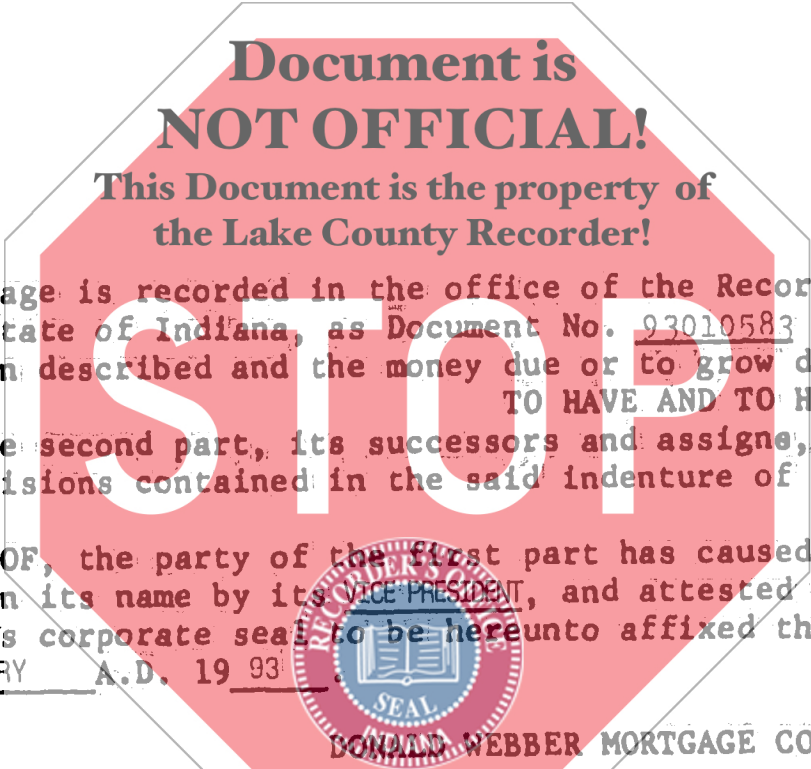 Document is
NOT OFFICIAL!
This Document is the property of
the Lake County Recorder!
age is recorded in the office of the Recor
tate of Indiana, as Document No. 93010583
n described and the money due or to grow d
TO HAVE AND TO H
e second part, its successors and assigns,
isions contained in the said indenture of
OF, the party of the first part has caused
n its name by its VICE PRESIDENT, and attested
s corporate seal to be hereunto affixed th
RY A.D. 19 93.
RECORDER'S OFFICE
SEAL
INDIANA
DONALD WEBBER MORTGAGE CO
STOP